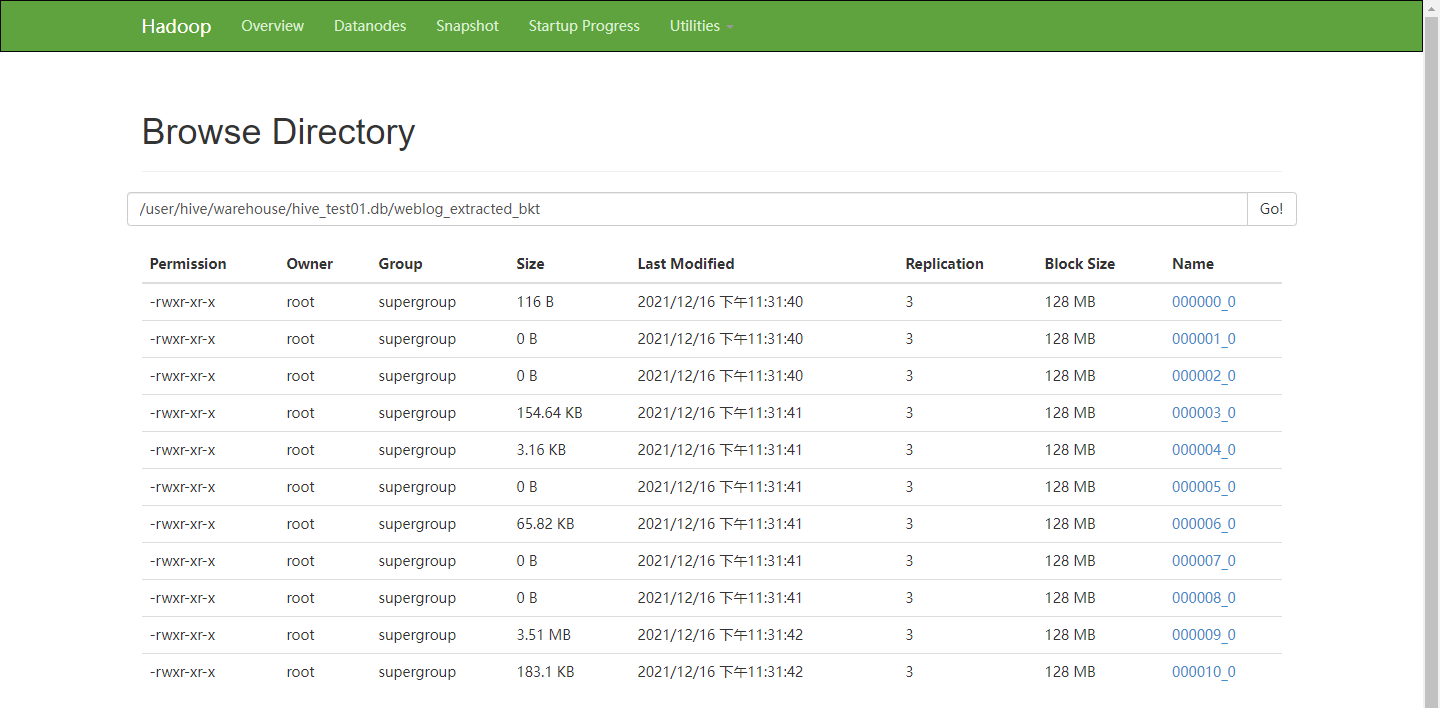 Hadoop Overview Datanodes Snapshot Startup Progress Utilities
Browse Directory
/user/hive/warehouse/hive_test01.db/weblog_extracted_bkt Go!
Permission Owner Group Size Last Modified Replication Block Size Name
-rwxr-xr-x root supergroup 116 B 2021/12/16 下午11:31:40 3 128 MB 000000_0
-rwxr-xr-x root supergroup 0 B 2021/12/16 下午11:31:40 3 128 MB 000001_0
-rwxr-xr-x root supergroup 0 B 2021/12/16 下午11:31:40 3 128 MB 000002_0
-rwxr-xr-x root supergroup 154.64 KB 2021/12/16 下午11:31:41 3 128 MB 000003_0
-rwxr-xr-x root supergroup 3.16 KB 2021/12/16 下午11:31:41 3 128 MB 000004_0
-rwxr-xr-x root supergroup 0 B 2021/12/16 下午11:31:41 3 128 MB 000005_0
-rwxr-xr-x root supergroup 65.82 KB 2021/12/16 下午11:31:41 3 128 MB 000006_0
-rwxr-xr-x root supergroup 0 B 2021/12/16 下午11:31:41 3 128 MB 000007_0
-rwxr-xr-x root supergroup 0 B 2021/12/16 下午11:31:41 3 128 MB 000008_0
-rwxr-xr-x root supergroup 3.51 MB 2021/12/16 下午11:31:42 3 128 MB 000009_0
-rwxr-xr-x root supergroup 183.1 KB 2021/12/16 下午11:31:42 3 128 MB 000010_0